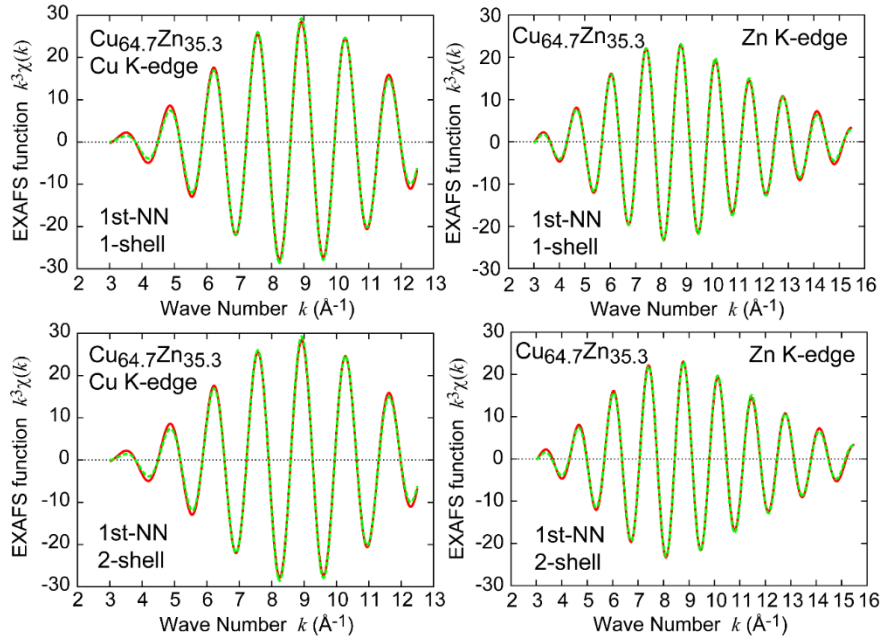 30
20
10
0
-10
-20
-30
EXAFS function k³χ(k)
Cu64.7Zn35.3
Cu K-edge
1st-NN
1-shell
2 3 4 5 6 7 8 9 10 11 12 13
Wave Number k (Å-1)
30
20
10
0
-10
-20
-30
EXAFS function k³χ(k)
Cu64.7Zn35.3 Zn K-edge
1st-NN
1-shell
2 3 4 5 6 7 8 9 10 11 12 13 14 15 16
Wave Number k (Å-1)
30
20
10
0
-10
-20
-30
EXAFS function k³χ(k)
Cu64.7Zn35.3
Cu K-edge
1st-NN
2-shell
2 3 4 5 6 7 8 9 10 11 12 13
Wave Number k (Å-1)
30
20
10
0
-10
-20
-30
EXAFS function k³χ(k)
Cu64.7Zn35.3 Zn K-edge
1st-NN
2-shell
2 3 4 5 6 7 8 9 10 11 12 13 14 15 16
Wave Number k (Å-1)